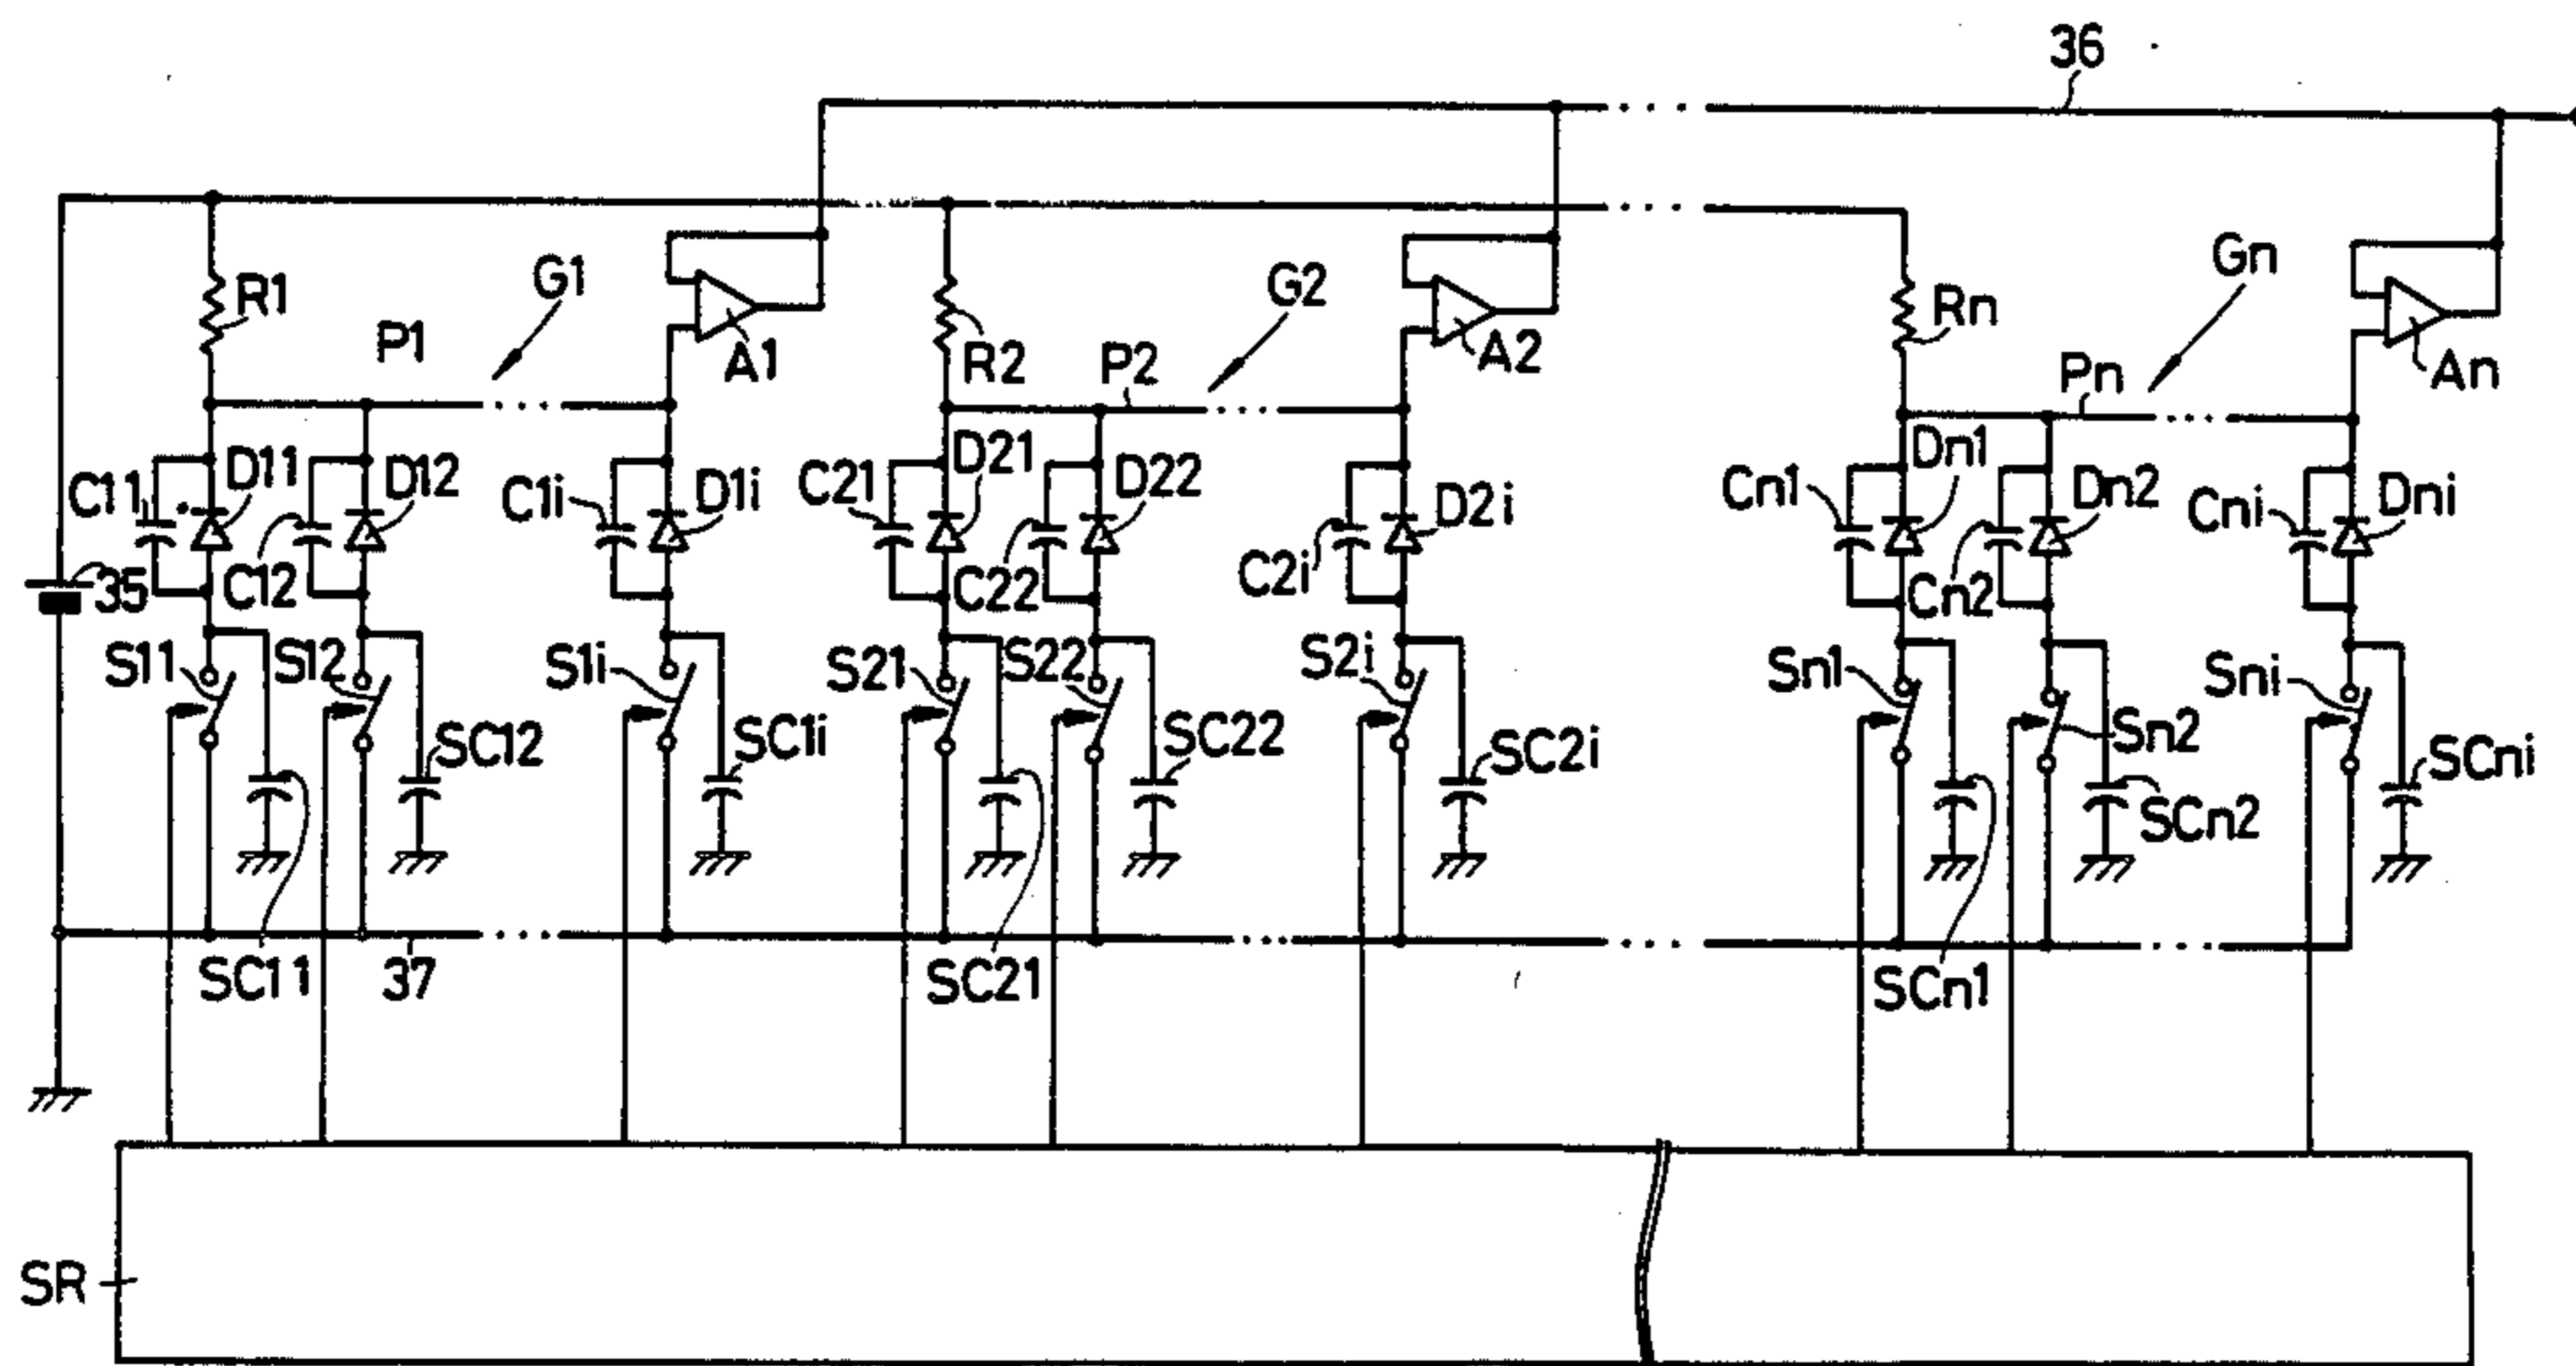 36
R1
P1
G1
A1
R2
P2
G2
A2
Rn
Pn
Gn
An
C11
D11
C12
D12
C1i
D1i
C21
D21
C22
D22
C2i
D2i
Cn1
Dn1
Cn2
Dn2
Cni
Dni
35
S11
S12
SC12
S1i
SC1i
S21
S22
SC22
S2i
SC2i
Sn1
Sn2
SCn2
Sni
SCni
SC11
37
SC21
SCn1
SR